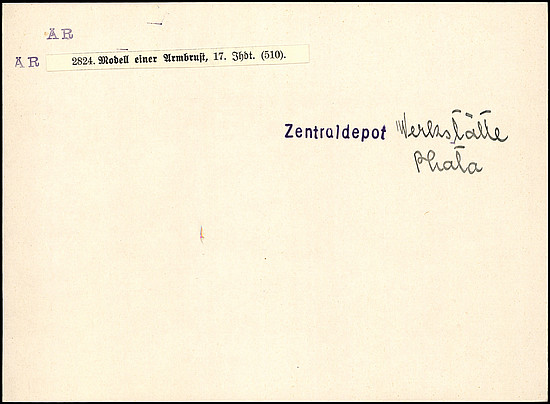 AR
AR 2824. Modell einer Armbrust, 17. Jhdt. (510).
Zentraldepot Werkstätte
Phata